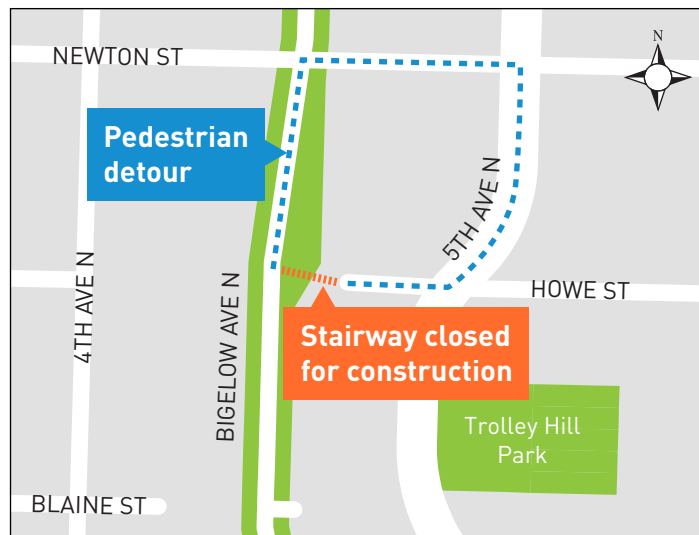 N
NEWTON ST
Pedestrian
detour
5TH AVE N
4TH AVE N
BIGELOW AVE N
HOWE ST
Stairway closed
for construction
Trolley Hill
Park
BLAINE ST